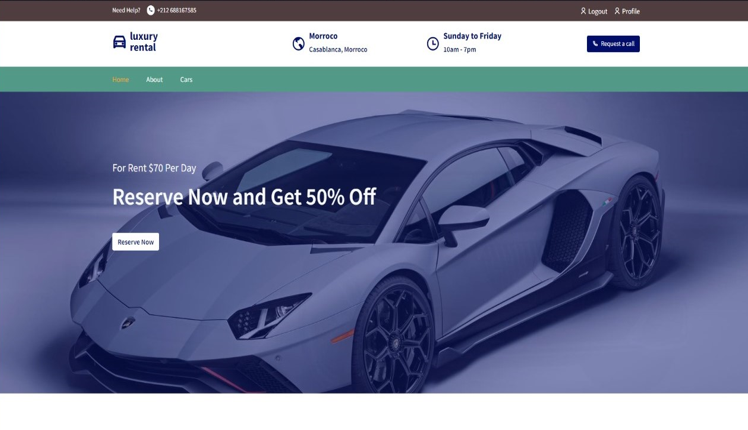 Need Help? +212 688167585
Logout Profile
luxury
rental
Morroco
Casablanca, Morroco
Sunday to Friday
10am - 7pm
Request a call
Home About Cars
For Rent $70 Per Day
Reserve Now and Get 50% Off
Reserve Now